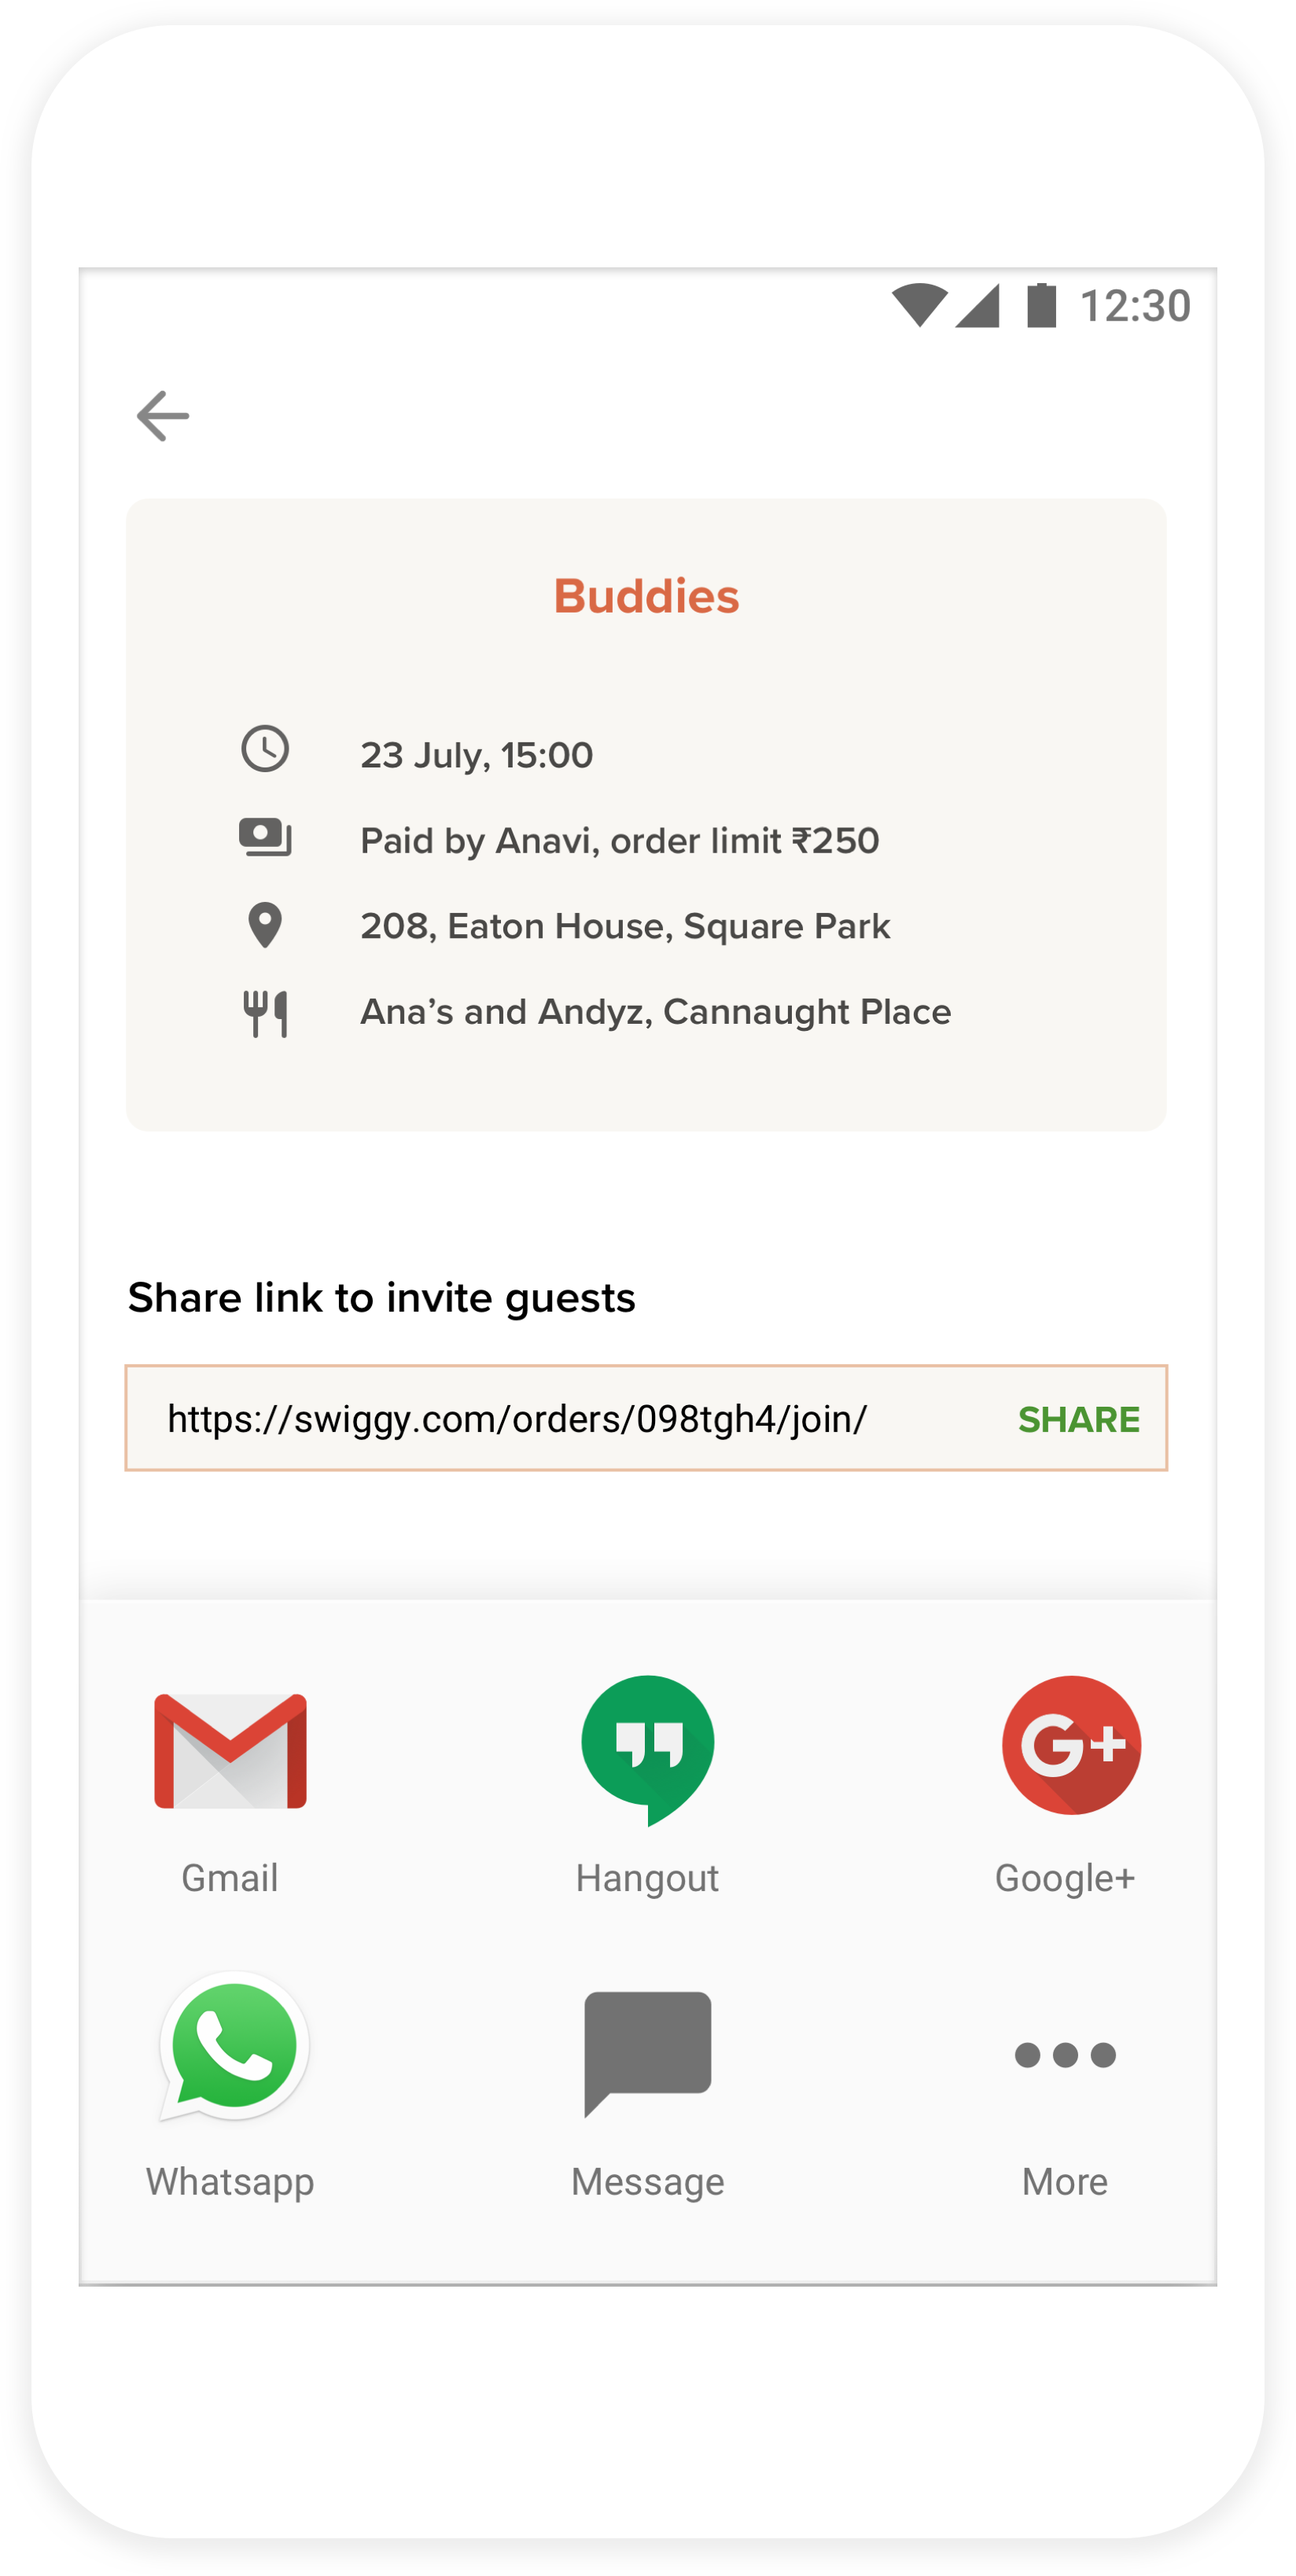 12:30
Buddies
23 July, 15:00
Paid by Anavi, order limit ₹250
208, Eaton House, Square Park
Ana’s and Andyz, Cannaught Place
Share link to invite guests
https://swiggy.com/orders/098tgh4/join/ SHARE
G+
Gmail Hangout Google+
Whatsapp Message More